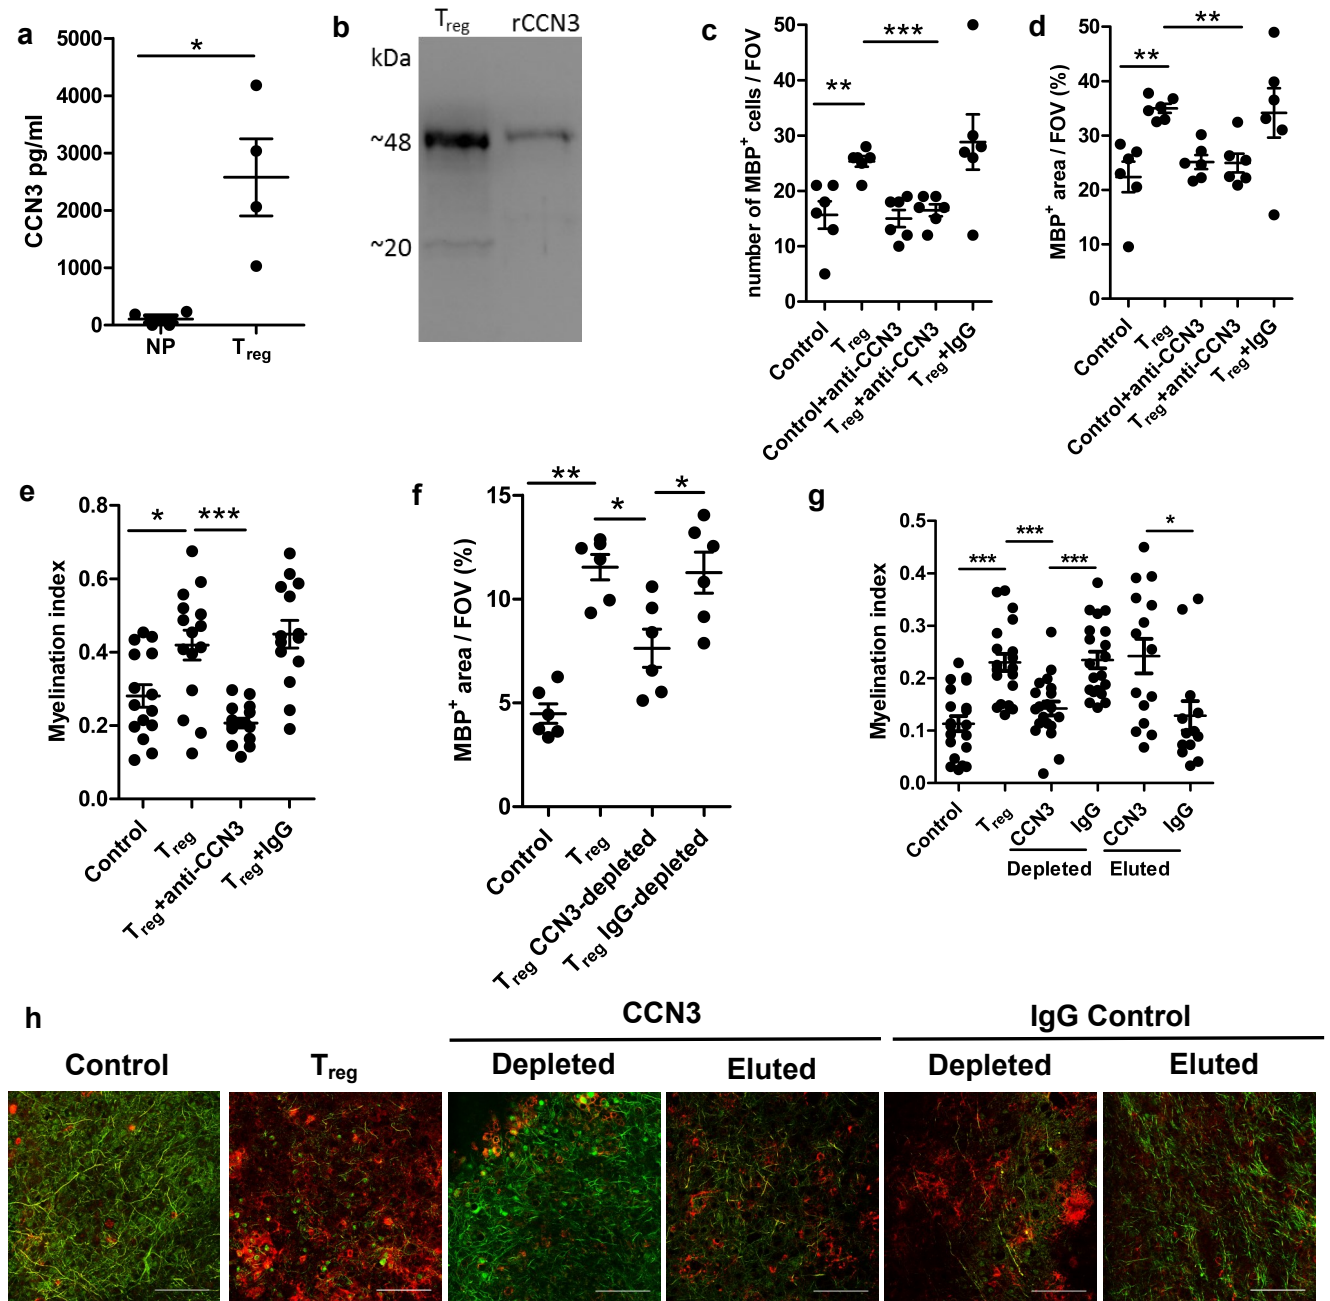 a
*
5000
4000
3000
2000
1000
0
CCN3 pg/ml
NP
Treg
b
Treg
rCCN3
kDa
~48
~20
c
**
***
50
40
30
20
10
0
number of MBP+ cells / FOV
Control
Treg
Control+anti-CCN3
Treg+anti-CCN3
Treg+IgG
d
**
**
50
40
30
20
10
0
MBP+ area / FOV (%)
Control
Treg
Control+anti-CCN3
Treg+anti-CCN3
Treg+IgG
e
*
***
0.8
0.6
0.4
0.2
0.0
Myelination index
Control
Treg
Treg+anti-CCN3
Treg+IgG
f
**
*
*
15
10
5
0
MBP+ area / FOV (%)
Control
Treg
Treg CCN3-depleted
Treg IgG-depleted
g
***
***
***
*
0.5
0.4
0.3
0.2
0.1
0.0
Myelination index
Control
Treg
CCN3
IgG
CCN3
IgG
Depleted
Eluted
h
CCN3
IgG Control
Control
Treg
Depleted
Eluted
Depleted
Eluted